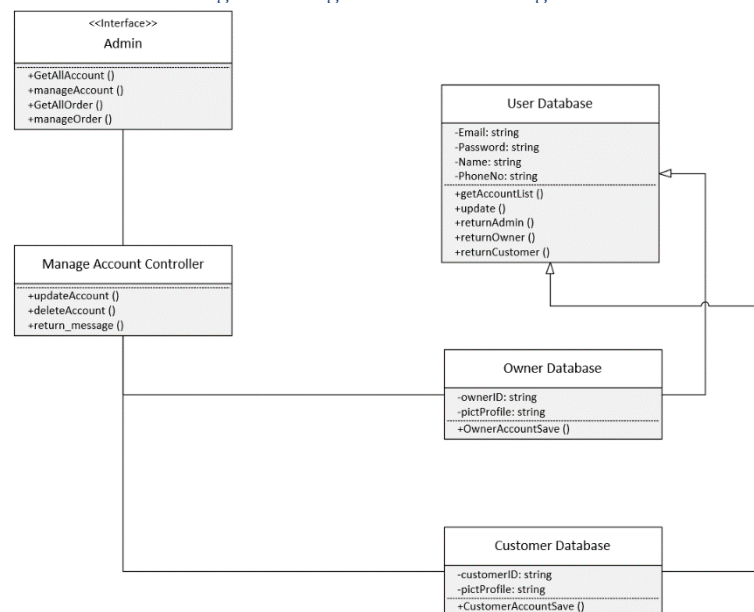 <<Interface>>
Admin
+GetAllAccount ()
+manageAccount ()
+GetAllOrder ()
+manageOrder ()
User Database
-Email: string
-Password: string
-Name: string
-PhoneNo: string
+getAccountList ()
+update ()
+returnAdmin ()
+returnOwner ()
+returnCustomer ()
Manage Account Controller
+updateAccount ()
+deleteAccount ()
+return_message ()
Owner Database
-ownerID: string
-pictProfile: string
+OwnerAccountSave ()
Customer Database
-customerID: string
-pictProfile: string
+CustomerAccountSave ()